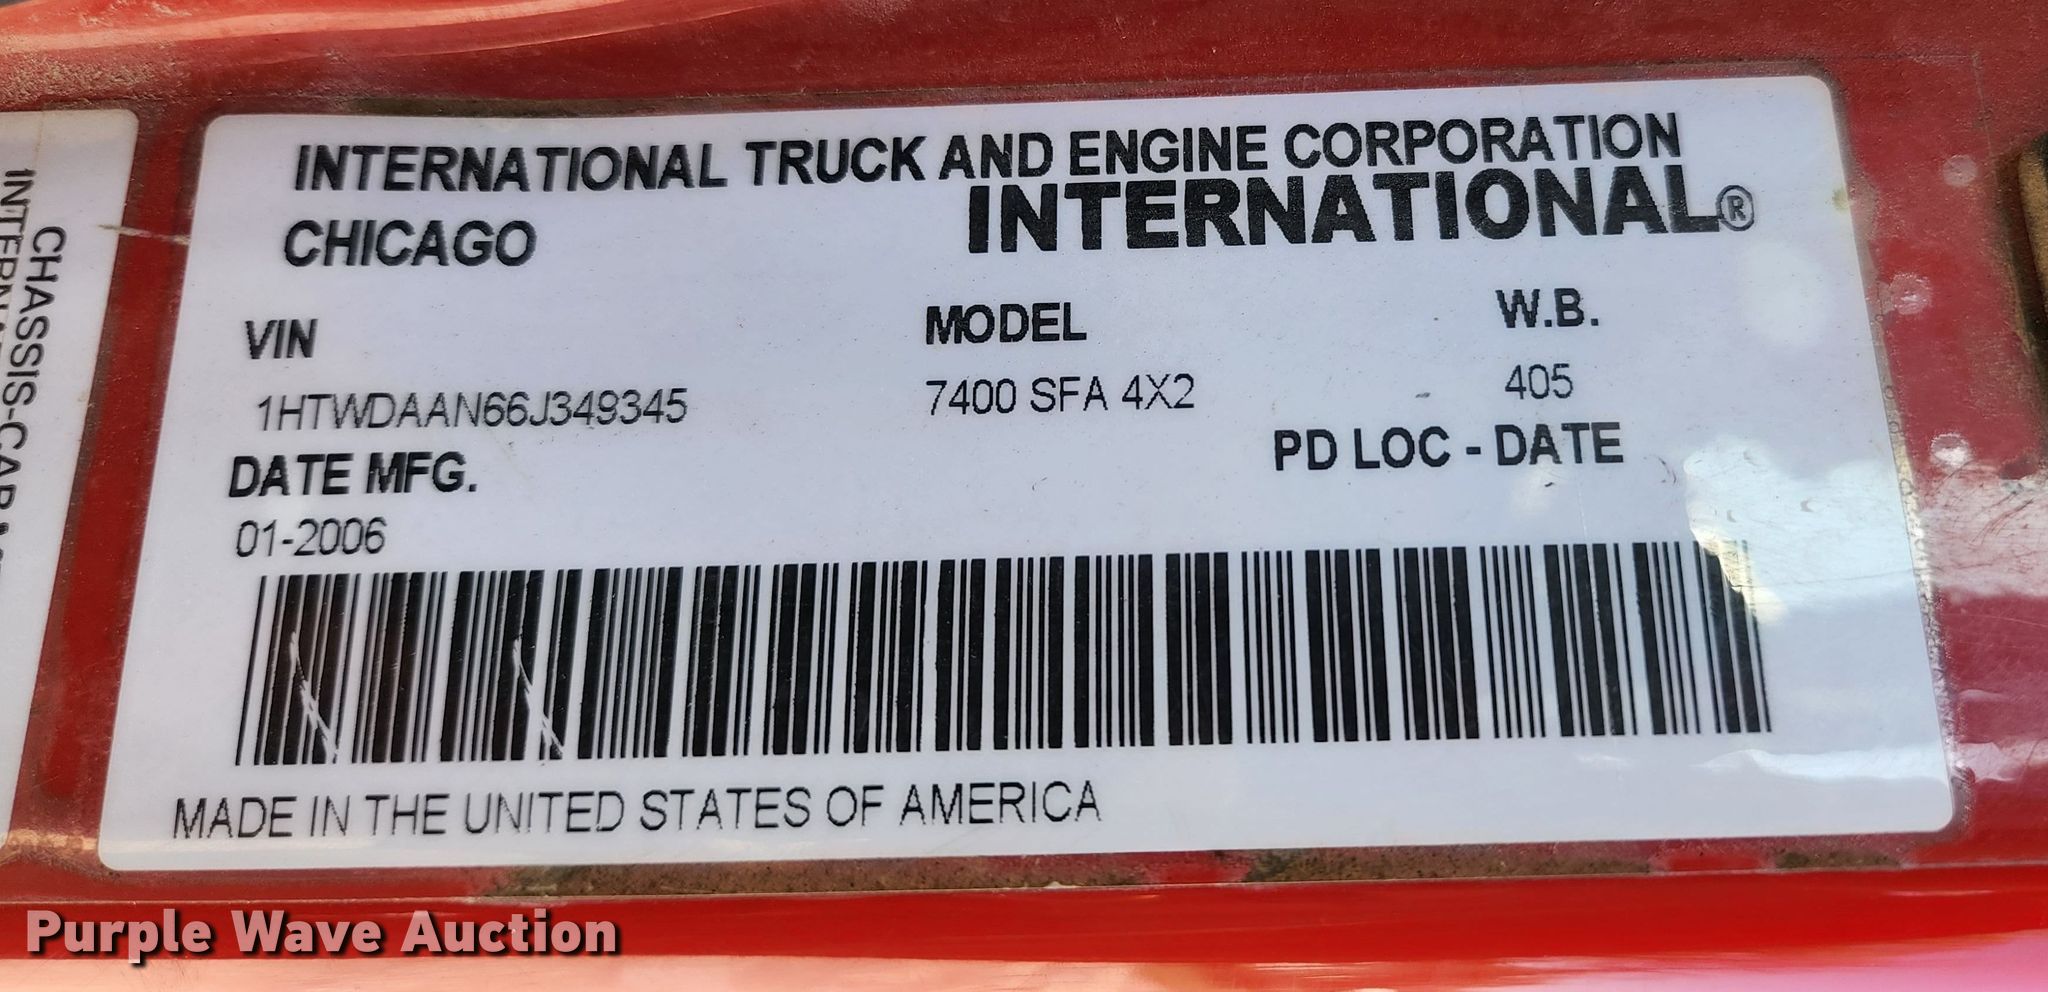 INTERNATIONAL TRUCK AND ENGINE CORPORATION
CHICAGO INTERNATIONAL®
VIN MODEL W.B.
1HTWDAAN66J349345 7400 SFA 4X2 405
DATE MFG. PD LOC - DATE
01-2006
MADE IN THE UNITED STATES OF AMERICA
CHASSIS-CAB
Purple Wave Auction